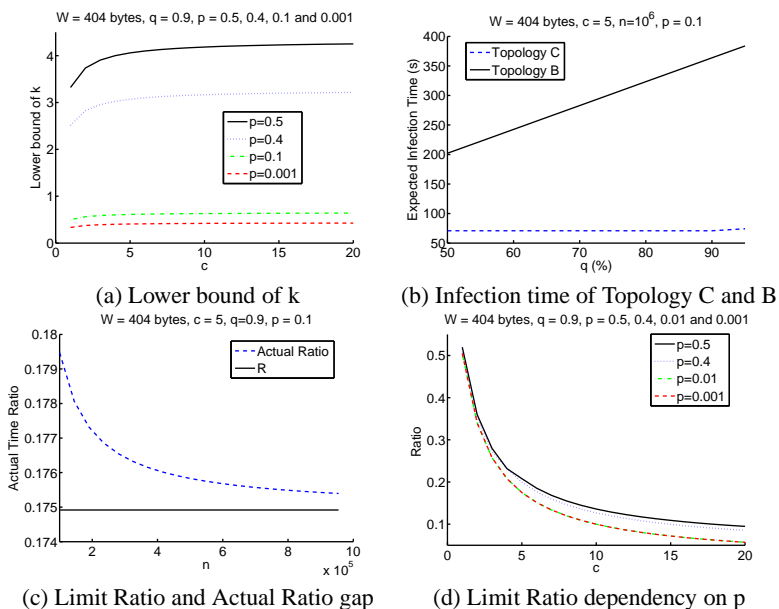 W = 404 bytes, q = 0.9, p = 0.5, 0.4, 0.1 and 0.001
Lower bound of k
4
3
2
1
0
0
5
10
15
20
c
p=0.5
p=0.4
p=0.1
p=0.001
(a) Lower bound of k
W = 404 bytes, c = 5, n=10^6, p = 0.1
Expected Infection Time (s)
400
350
300
250
200
150
100
50
50
60
70
80
90
q (%)
Topology C
Topology B
(b) Infection time of Topology C and B
W = 404 bytes, c = 5, q=0.9, p = 0.1
Actual Time Ratio
0.18
0.179
0.178
0.177
0.176
0.175
0.174
2
4
6
8
10
n
x 10^5
Actual Ratio
R
(c) Limit Ratio and Actual Ratio gap
W = 404 bytes, q = 0.9, p = 0.5, 0.4, 0.01 and 0.001
Ratio
0.5
0.4
0.3
0.2
0.1
0
5
10
15
20
c
p=0.5
p=0.4
p=0.01
p=0.001
(d) Limit Ratio dependency on p